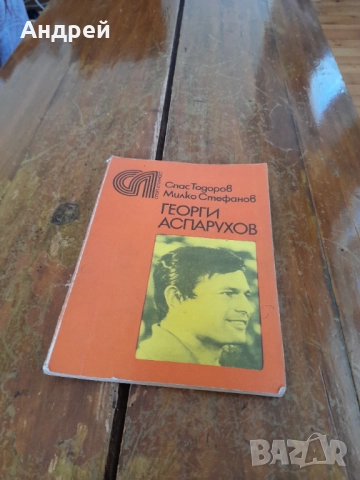 Андрей
Спас Тодоров
Милко Стефанов
ГЕОРГИ
АСПАРУХОВ
BAZAR